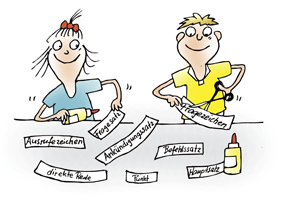 Fragesatz
Fragezeichen
Ausrufezeichen
Ankündigungssatz
Befehlssatz
direkte Rede
Punkt
Hauptsatz